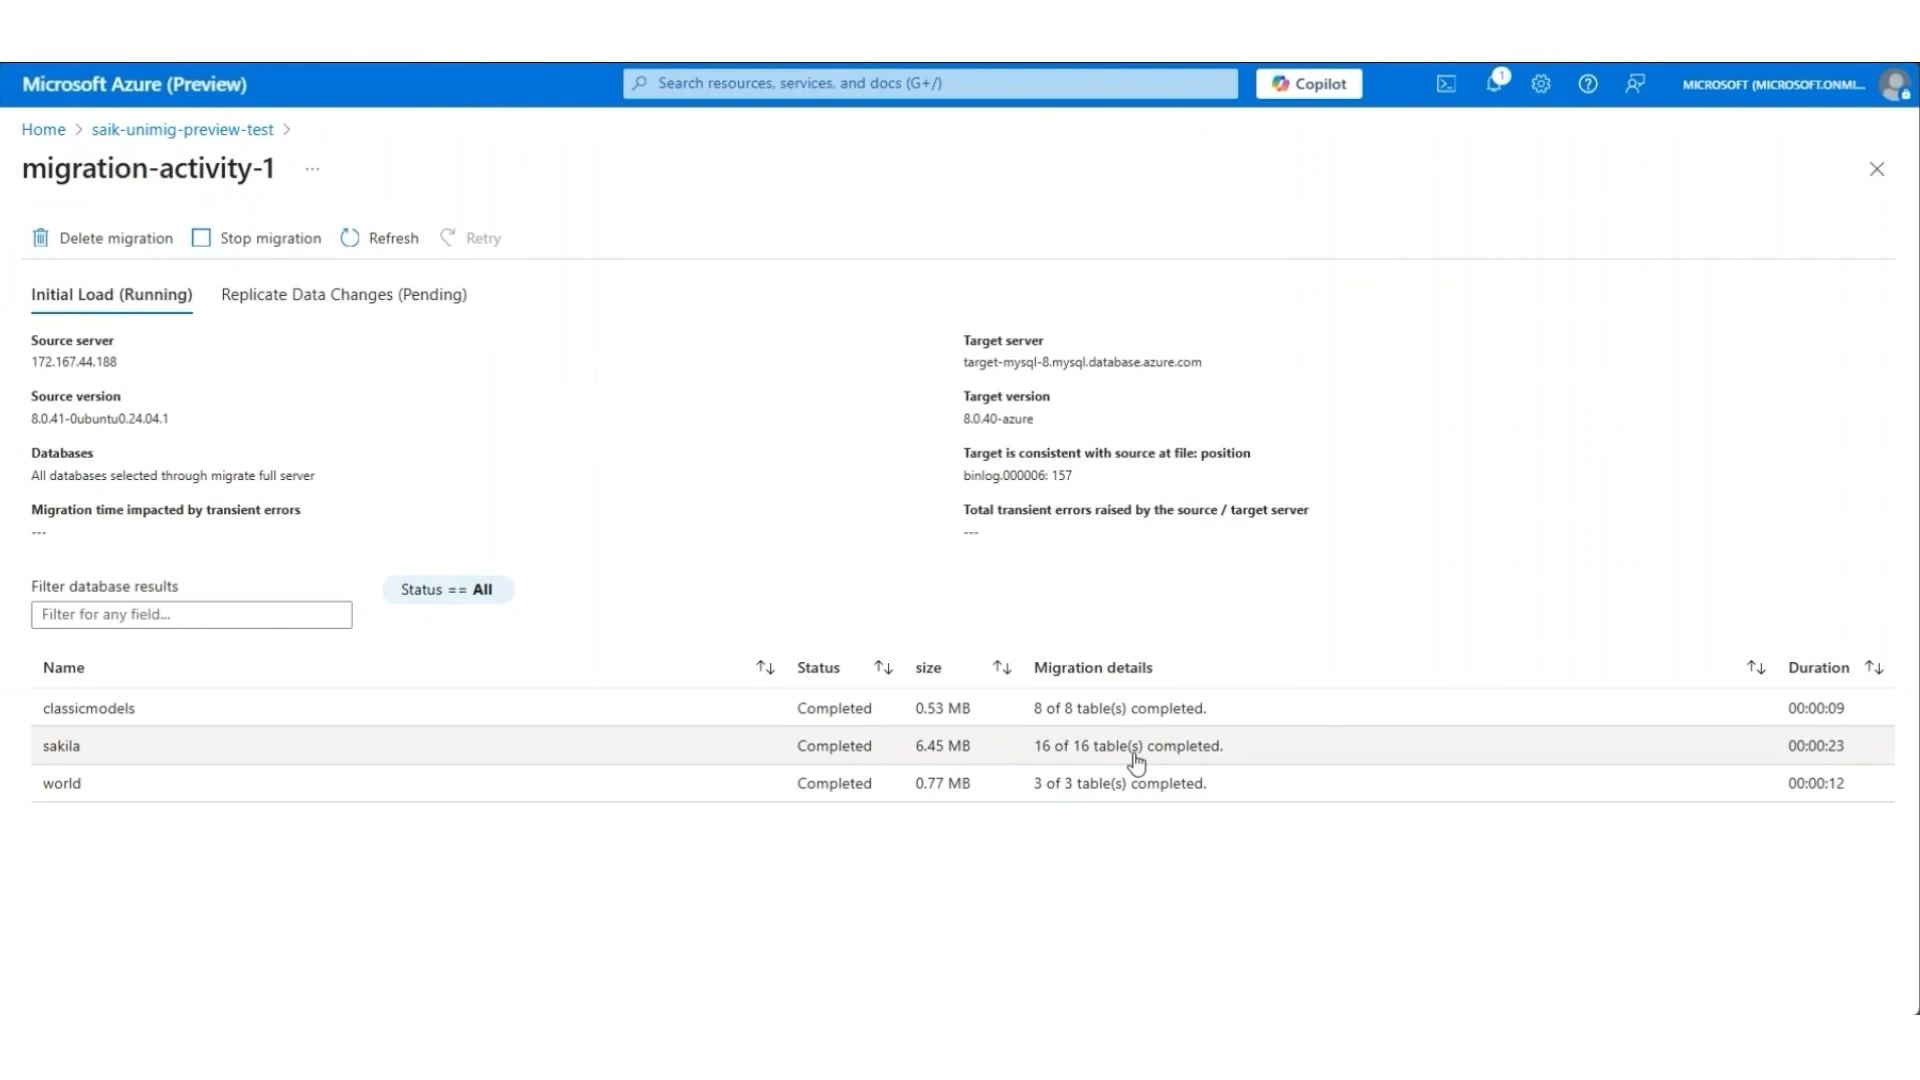 Microsoft Azure (Preview)
Search resources, services, and docs (G+/)
Copilot
1
MICROSOFT (MICROSOFT.ONMI...
Home > saik-unimig-preview-test >
migration-activity-1 ...
Delete migration Stop migration Refresh Retry
Initial Load (Running) Replicate Data Changes (Pending)
Source server
172.167.44.188
Source version
8.0.41-0ubuntu0.24.04.1
Databases
All databases selected through migrate full server
Migration time impacted by transient errors
---
Target server
target-mysql-8.mysql.database.azure.com
Target version
8.0.40-azure
Target is consistent with source at file: position
binlog.000006: 157
Total transient errors raised by the source / target server
---
Filter database results
Filter for any field...
Status == All
Name Status size Migration details Duration
classicmodels Completed 0.53 MB 8 of 8 table(s) completed. 00:00:09
sakila Completed 6.45 MB 16 of 16 table(s) completed. 00:00:23
world Completed 0.77 MB 3 of 3 table(s) completed. 00:00:12